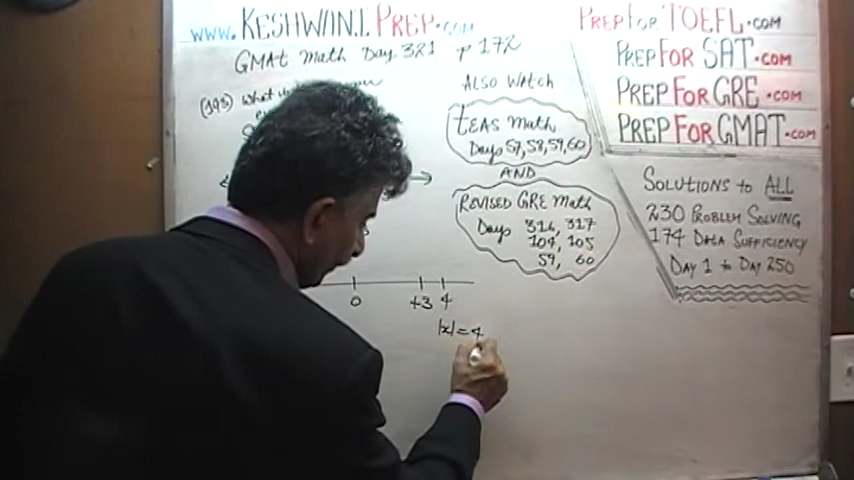 www. KESHWANI PREP .com
GMAT Math Day 321 p 172
(393) What
ALSO WATCH
TEAS Math
Days 57, 58, 59, 60
AND
REVISED GRE Math
Days 316, 317
104, 105
59, 60
0 +3 4
|x| = 4
PREP FOR TOEFL .com
PREP FOR SAT .com
PREP FOR GRE .com
PREP FOR GMAT .com
SOLUTIONS to ALL
230 PROBLEM SOLVING
174 DATA SUFFICIENCY
DAY 1 to DAY 250